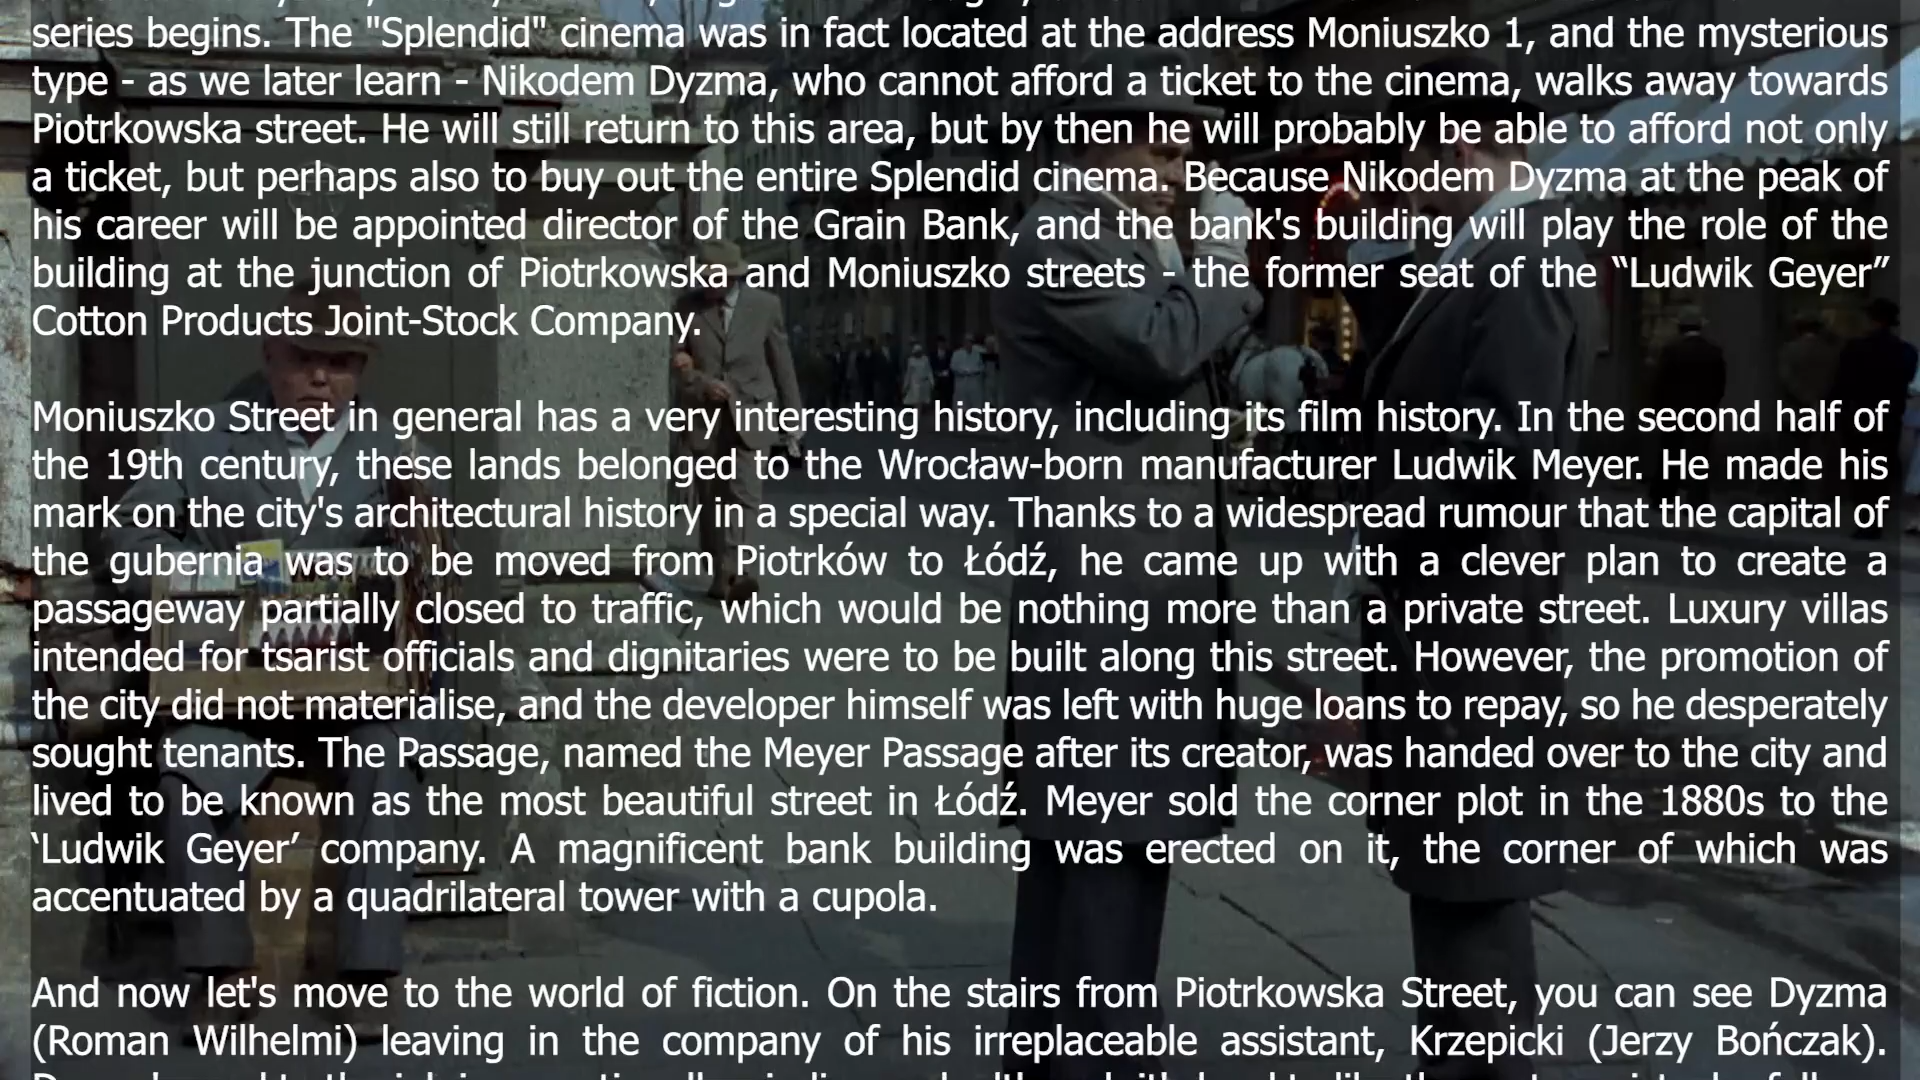 series begins. The "Splendid" cinema was in fact located at the address Moniuszko 1, and the mysterious
type - as we later learn - Nikodem Dyzma, who cannot afford a ticket to the cinema, walks away towards
Piotrkowska street. He will still return to this area, but by then he will probably be able to afford not only
a ticket, but perhaps also to buy out the entire Splendid cinema. Because Nikodem Dyzma at the peak of
his career will be appointed director of the Grain Bank, and the bank's building will play the role of the
building at the junction of Piotrkowska and Moniuszko streets - the former seat of the “Ludwik Geyer”
Cotton Products Joint-Stock Company.
Moniuszko Street in general has a very interesting history, including its film history. In the second half of
the 19th century, these lands belonged to the Wrocław-born manufacturer Ludwik Meyer. He made his
mark on the city's architectural history in a special way. Thanks to a widespread rumour that the capital of
the gubernia was to be moved from Piotrków to Łódź, he came up with a clever plan to create a
passageway partially closed to traffic, which would be nothing more than a private street. Luxury villas
intended for tsarist officials and dignitaries were to be built along this street. However, the promotion of
the city did not materialise, and the developer himself was left with huge loans to repay, so he desperately
sought tenants. The Passage, named the Meyer Passage after its creator, was handed over to the city and
lived to be known as the most beautiful street in Łódź. Meyer sold the corner plot in the 1880s to the
‘Ludwik Geyer’ company. A magnificent bank building was erected on it, the corner of which was
accentuated by a quadrilateral tower with a cupola.
And now let's move to the world of fiction. On the stairs from Piotrkowska Street, you can see Dyzma
(Roman Wilhelmi) leaving in the company of his irreplaceable assistant, Krzepicki (Jerzy Bończak).